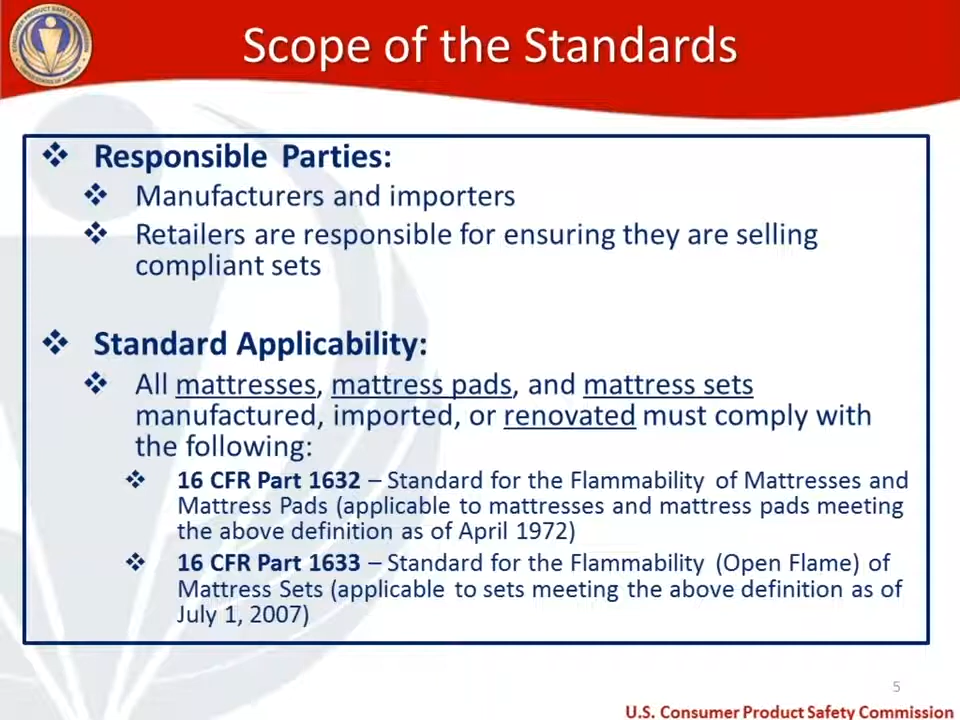 Scope of the Standards
❖ Responsible Parties:
❖ Manufacturers and importers
❖ Retailers are responsible for ensuring they are selling
compliant sets
❖ Standard Applicability:
❖ All mattresses, mattress pads, and mattress sets
manufactured, imported, or renovated must comply with
the following:
❖ 16 CFR Part 1632 – Standard for the Flammability of Mattresses and
Mattress Pads (applicable to mattresses and mattress pads meeting
the above definition as of April 1972)
❖ 16 CFR Part 1633 – Standard for the Flammability (Open Flame) of
Mattress Sets (applicable to sets meeting the above definition as of
July 1, 2007)
5
U.S. Consumer Product Safety Commission